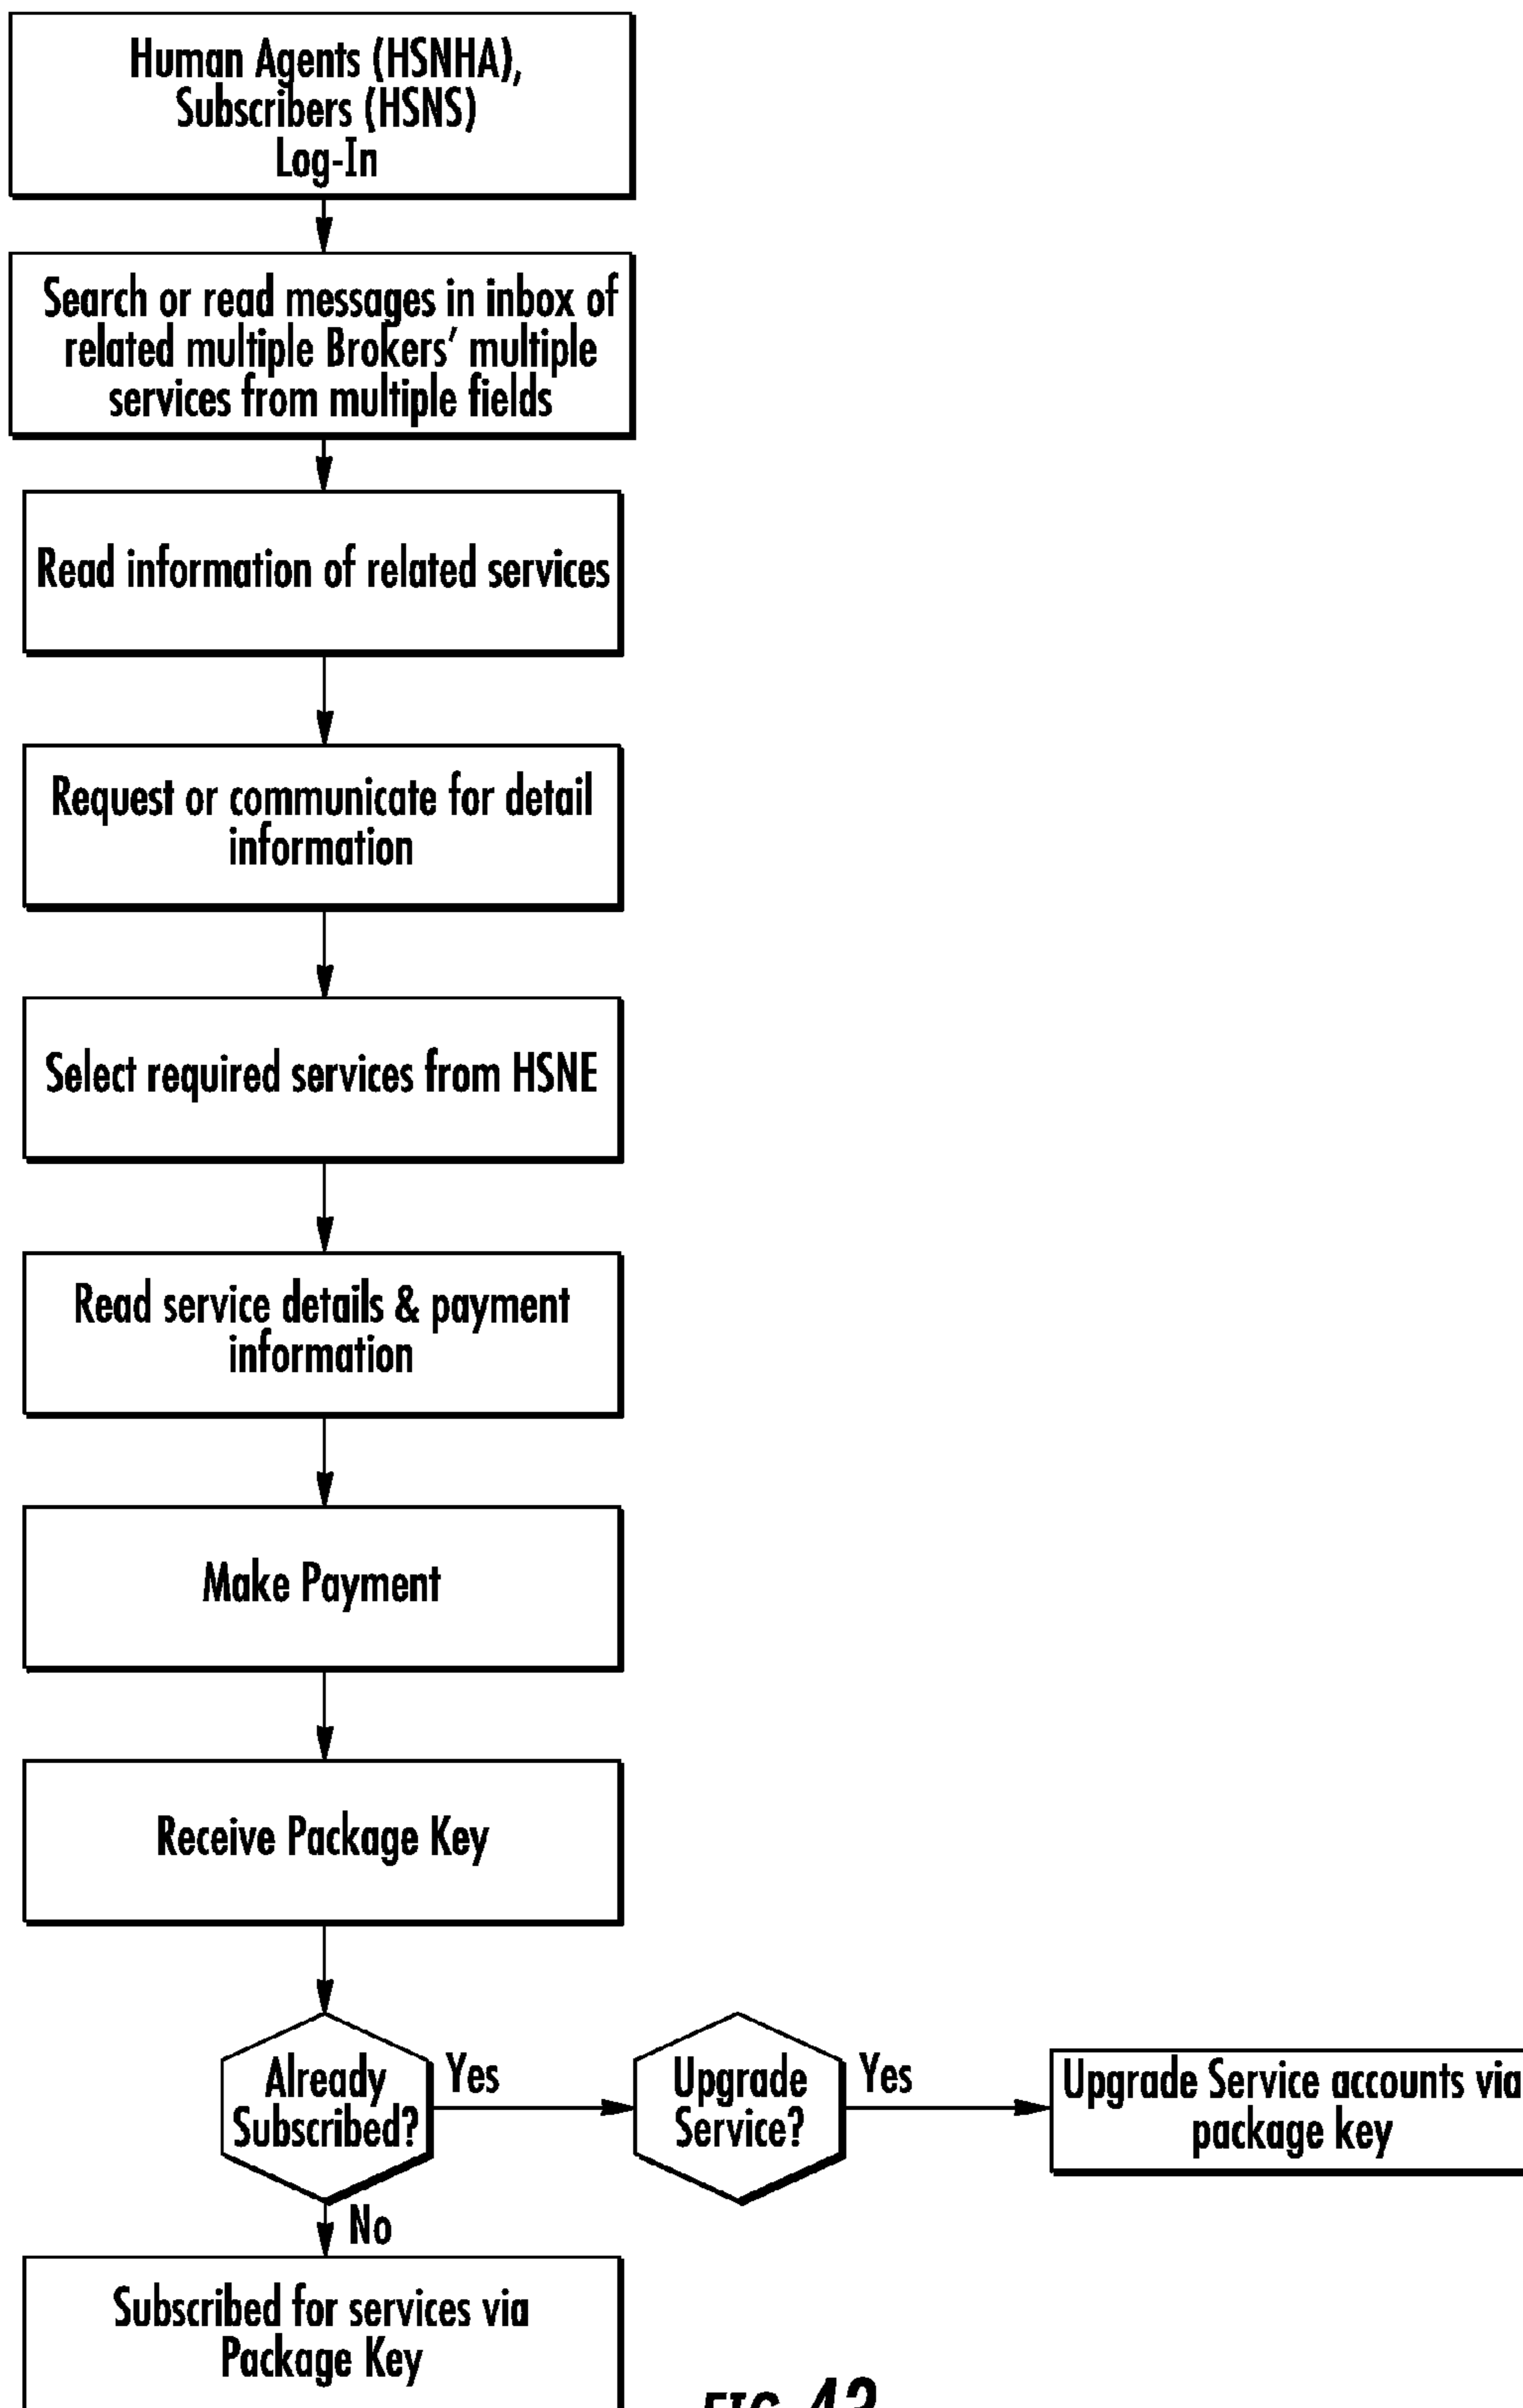 Human Agents (HSNHA),
Subscribers (HSNS)
Log-In
Search or read messages in inbox of
related multiple Brokers' multiple
services from multiple fields
Read information of related services
Request or communicate for detail
information
Select required services from HSNE
Read service details & payment
information
Make Payment
Receive Package Key
Already
Subscribed?
Yes
Upgrade
Service?
Yes
Upgrade Service accounts via
package key
No
Subscribed for services via
Package Key
FIG. 42